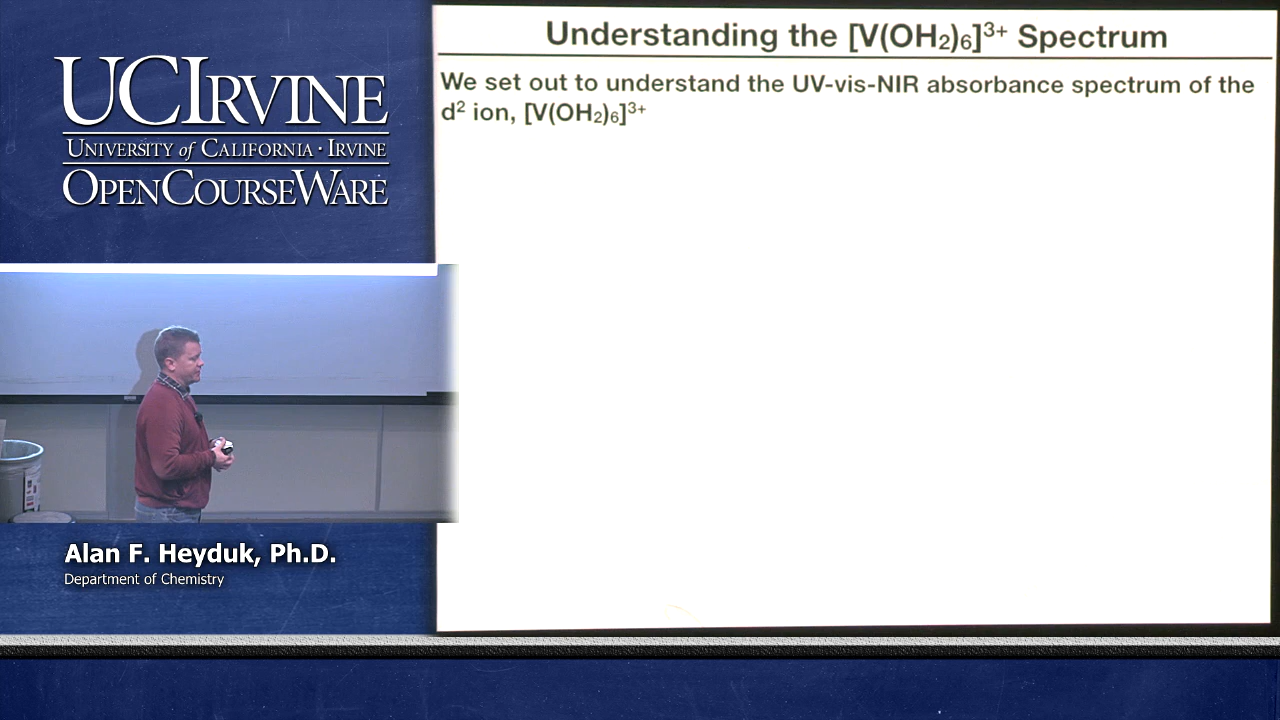 UCIRVINE
UNIVERSITY of CALIFORNIA · IRVINE
OPENCOURSEWARE
Understanding the [V(OH₂)₆]³⁺ Spectrum
We set out to understand the UV-vis-NIR absorbance spectrum of the
d² ion, [V(OH₂)₆]³⁺
Alan F. Heyduk, Ph.D.
Department of Chemistry